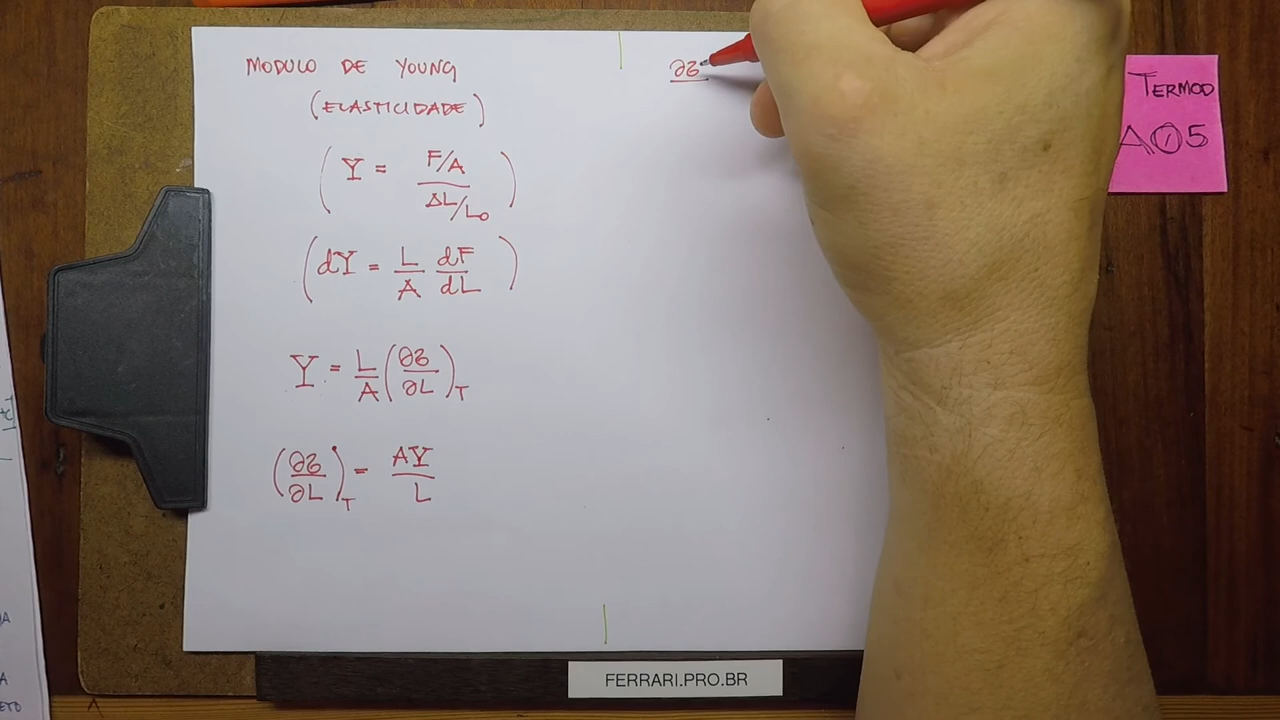 MODULO DE YOUNG
(ELASTICIDADE)
(Y = F/A / ΔL/L₀)
(dY = L/A dF/dL)
Y = L/A (∂ʒ/∂L)_T
(∂ʒ/∂L)_T = AY/L
∂ʒ
TERMOD
A05
FERRARI.PRO.BR